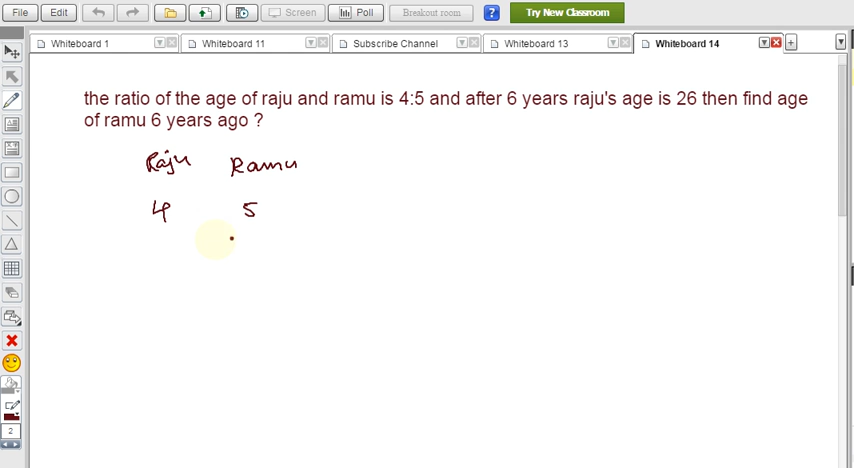 File Edit Screen Poll Breakout room ? Try New Classroom
Whiteboard 1 Whiteboard 11 Subscribe Channel Whiteboard 13 Whiteboard 14
the ratio of the age of raju and ramu is 4:5 and after 6 years raju's age is 26 then find age
of ramu 6 years ago ?
Raju Ramu
4 5
2